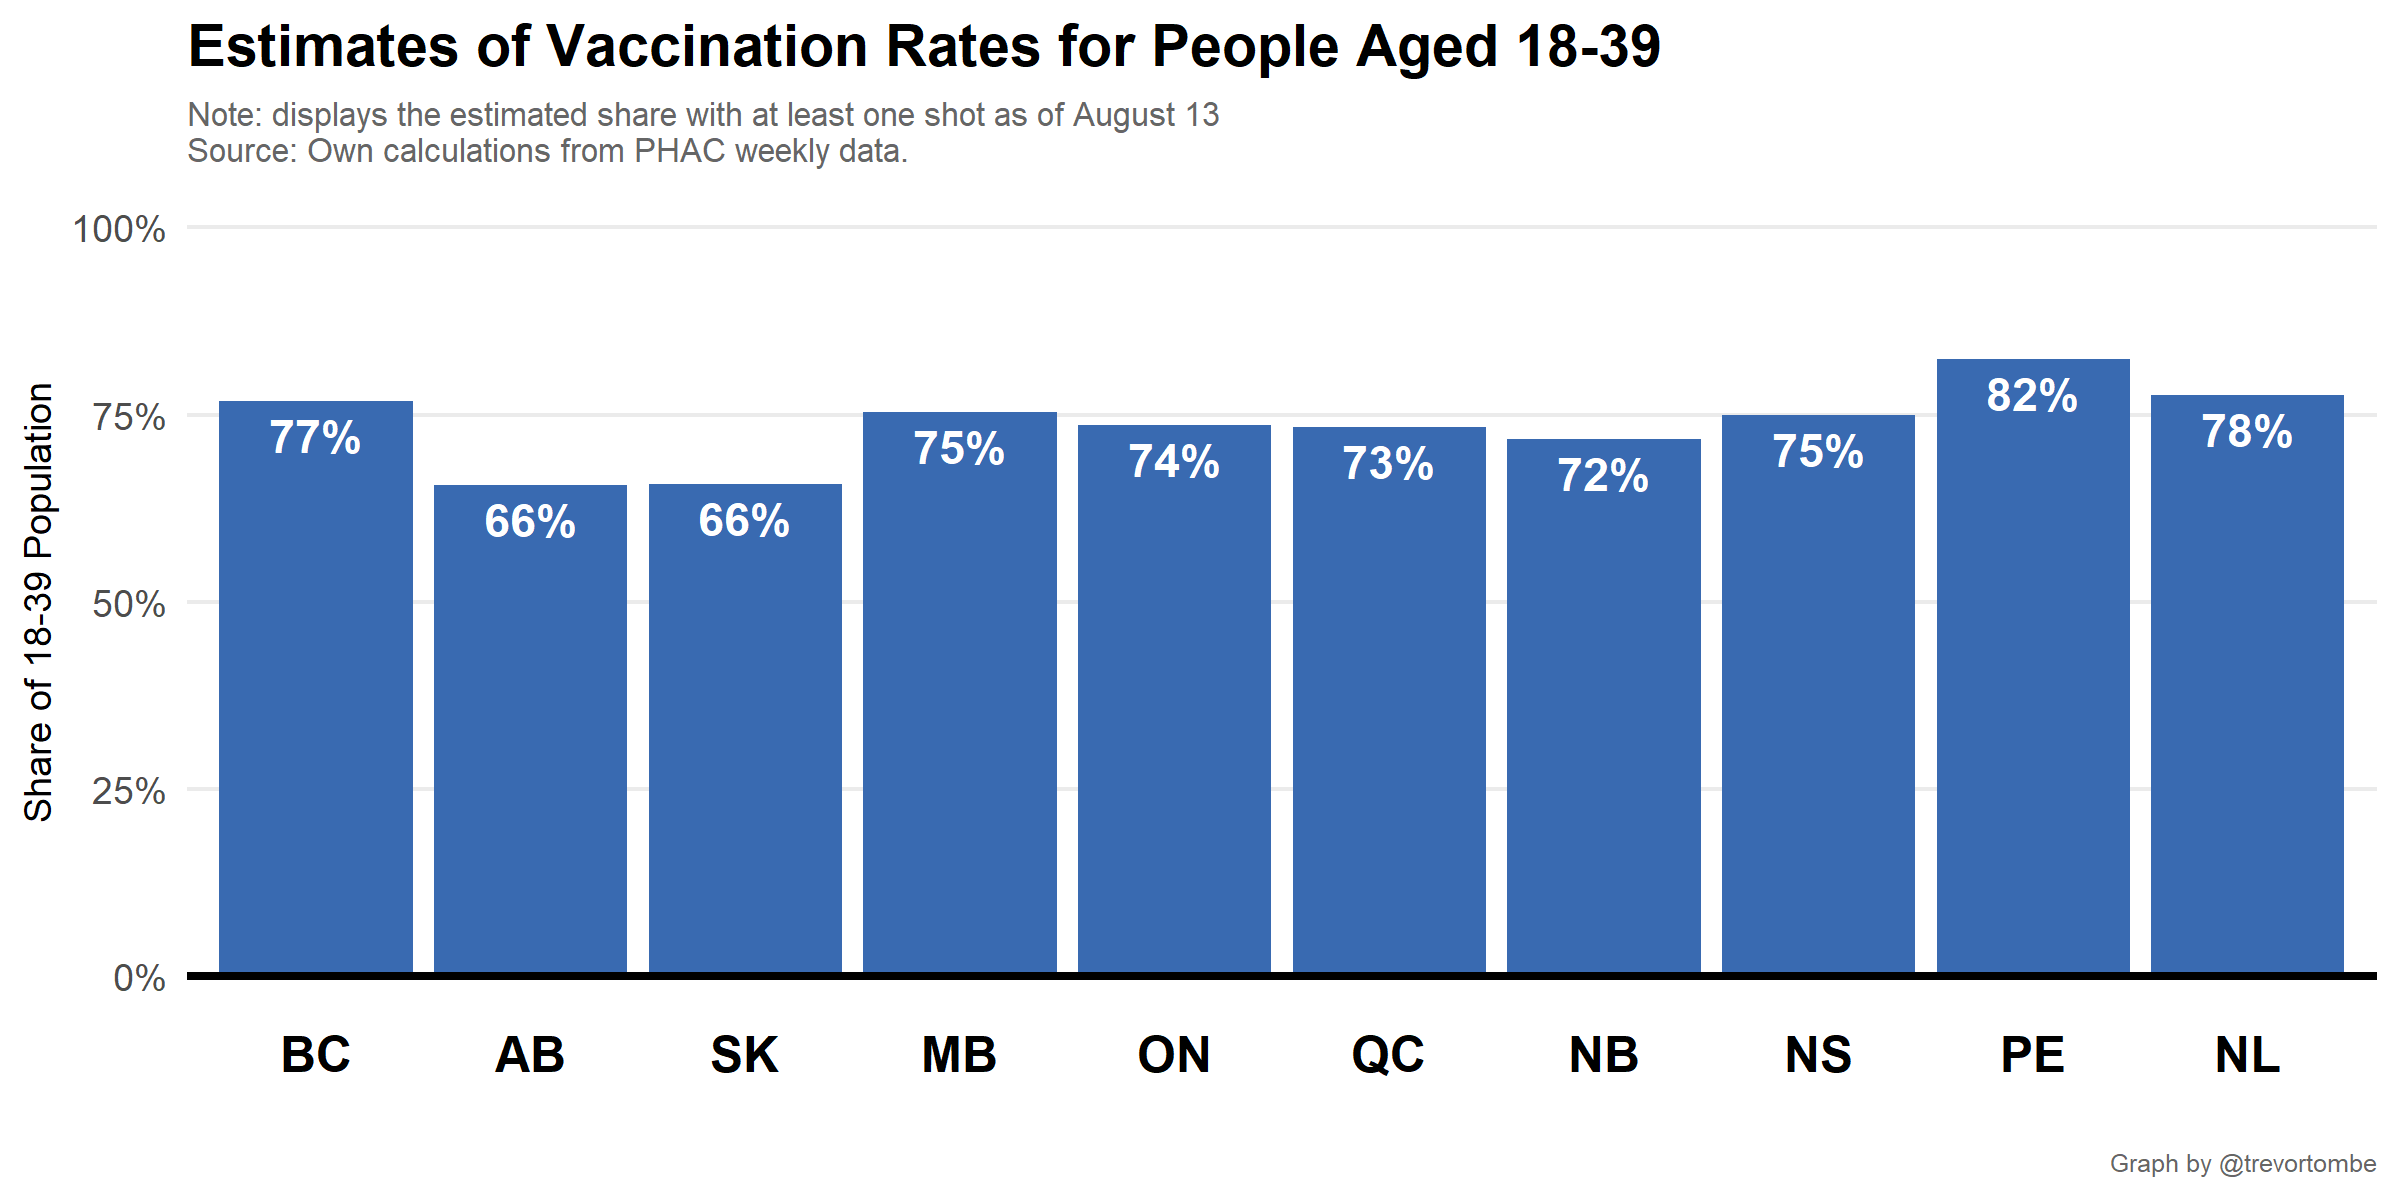 Estimates of Vaccination Rates for People Aged 18-39
Note: displays the estimated share with at least one shot as of August 13
Source: Own calculations from PHAC weekly data.
Share of 18-39 Population
100%
75%
50%
25%
0%
77%
66%
66%
75%
74%
73%
72%
75%
82%
78%
BC
AB
SK
MB
ON
QC
NB
NS
PE
NL
Graph by @trevortombe